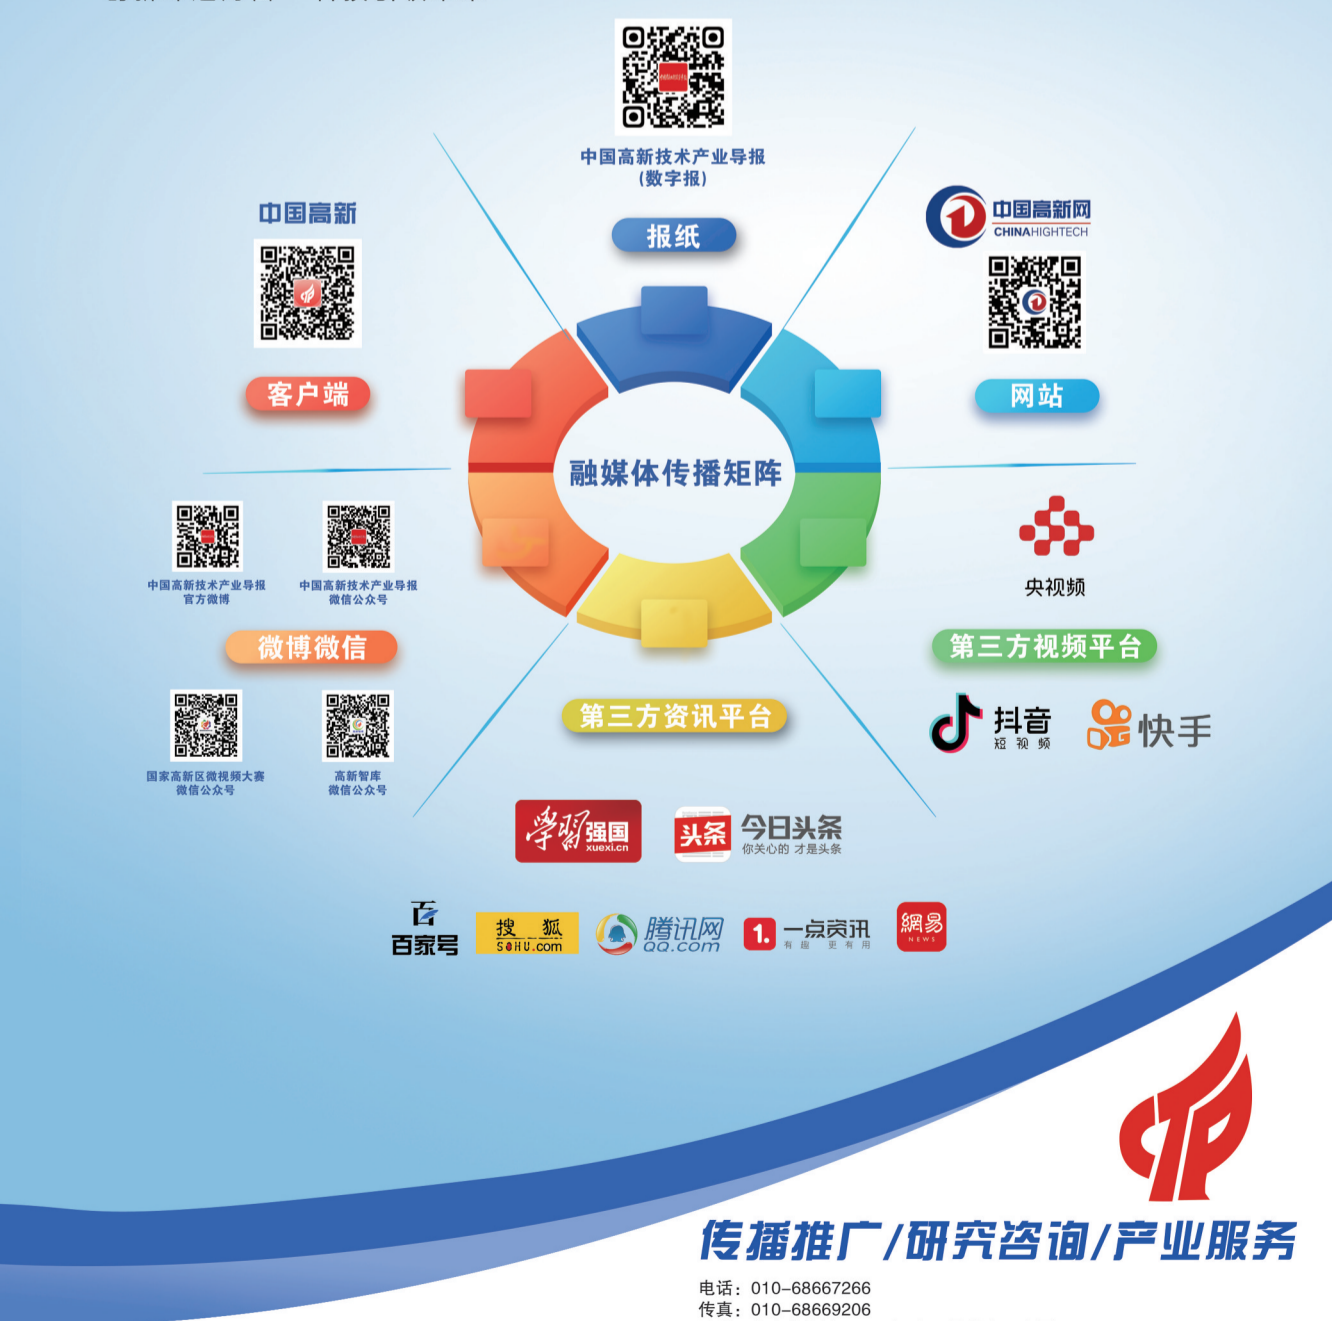 中国高新技术产业导报
(数字报)
报纸
中国高新
客户端
中国高新网
CHINAHIGHTECH
网站
融媒体传播矩阵
中国高新技术产业导报
官方微博
中国高新技术产业导报
微信公众号
微博微信
国家高新区微视频大赛
微信公众号
高新智库
微信公众号
央视频
第三方视频平台
抖音
短视频
快手
第三方资讯平台
学习强国
xuexi.cn
头条
今日头条
你关心的 才是头条
百家号
搜狐
SOHU.com
腾讯网
QQ.com
1.
一点资讯
有趣 更有用
網易
NEWS
传播推广/研究咨询/产业服务
电话：010-68667266
传真：010-68669206